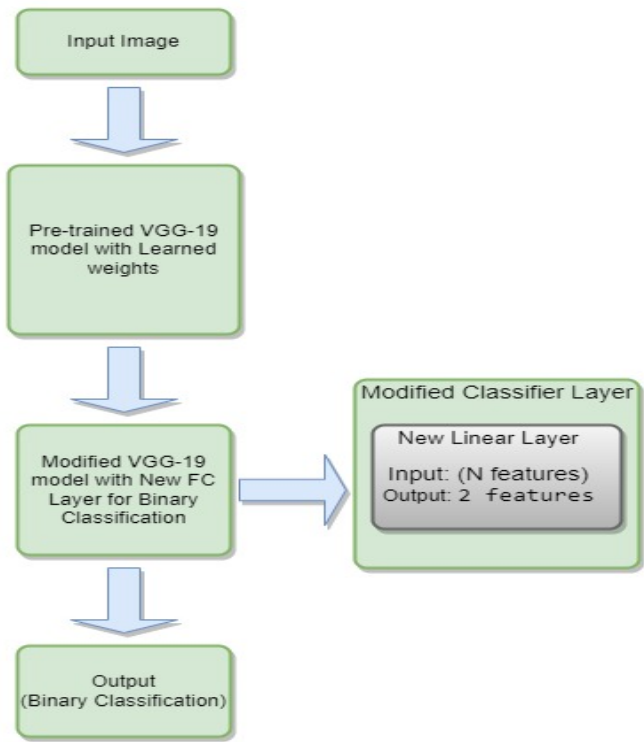 Input Image
Pre-trained VGG-19
model with Learned
weights
Modified VGG-19
model with New FC
Layer for Binary
Classification
Modified Classifier Layer
New Linear Layer
Input: (N features)
Output: 2 features
Output
(Binary Classification)